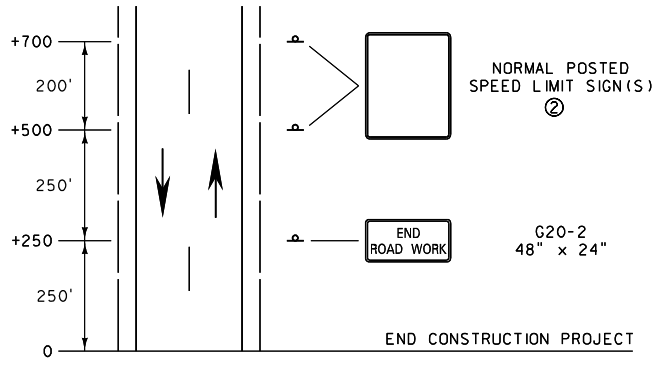 +700
200'
NORMAL POSTED
SPEED LIMIT SIGN(S)
2
+500
250'
+250
END
ROAD WORK
G20-2
48" x 24"
250'
END CONSTRUCTION PROJECT
0